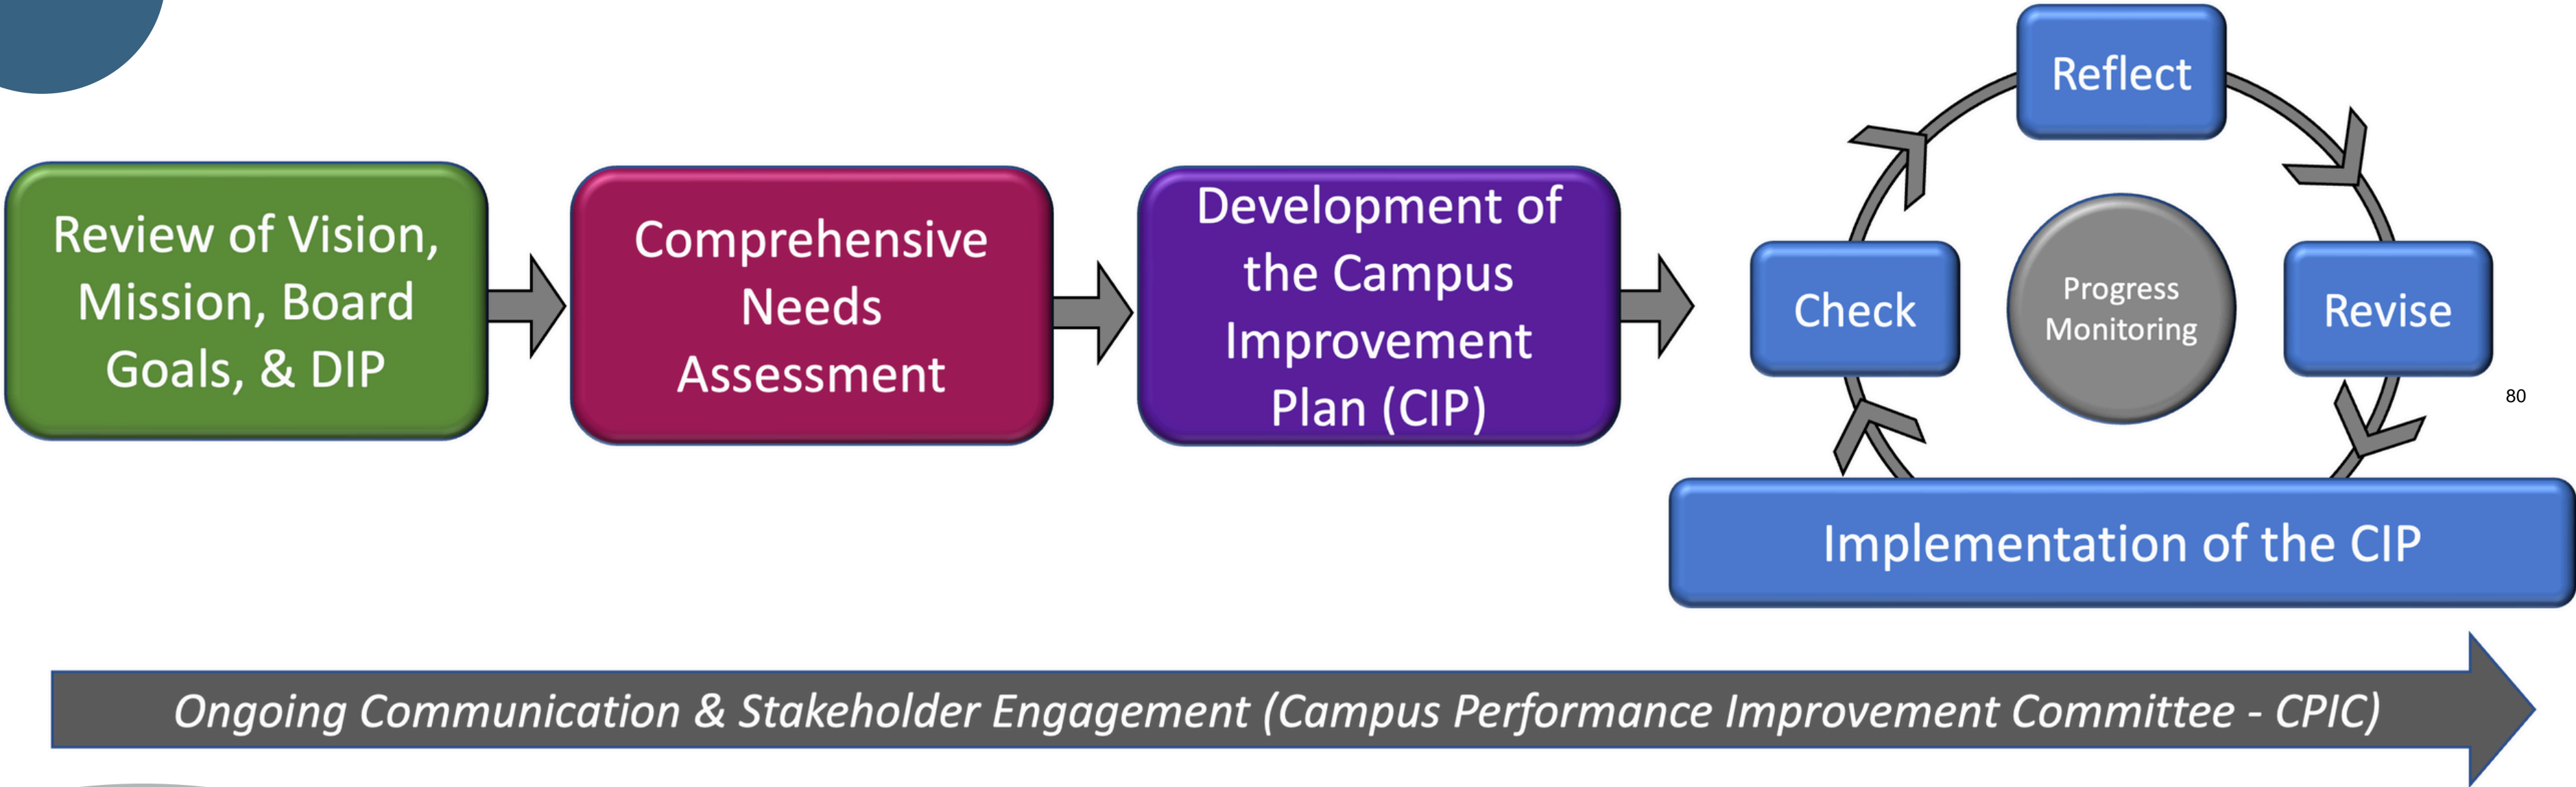 Review of Vision,
Mission, Board
Goals, & DIP
Comprehensive
Needs
Assessment
Development of
the Campus
Improvement
Plan (CIP)
Reflect
Check
Progress
Monitoring
Revise
80
Implementation of the CIP
Ongoing Communication & Stakeholder Engagement (Campus Performance Improvement Committee - CPIC)